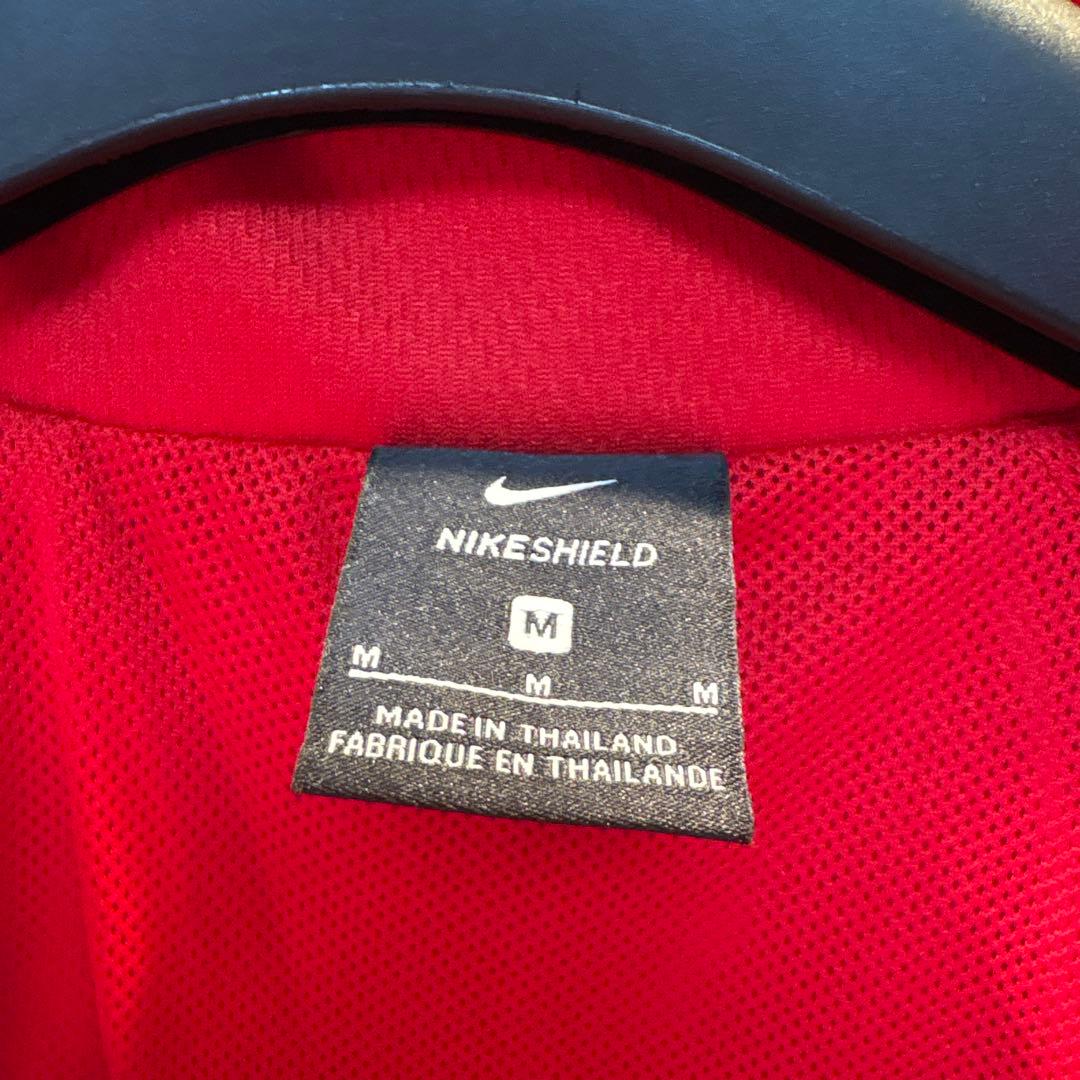 NIKESHIELD
M
M M M
MADE IN THAILAND
FABRIQUE EN THAILANDE